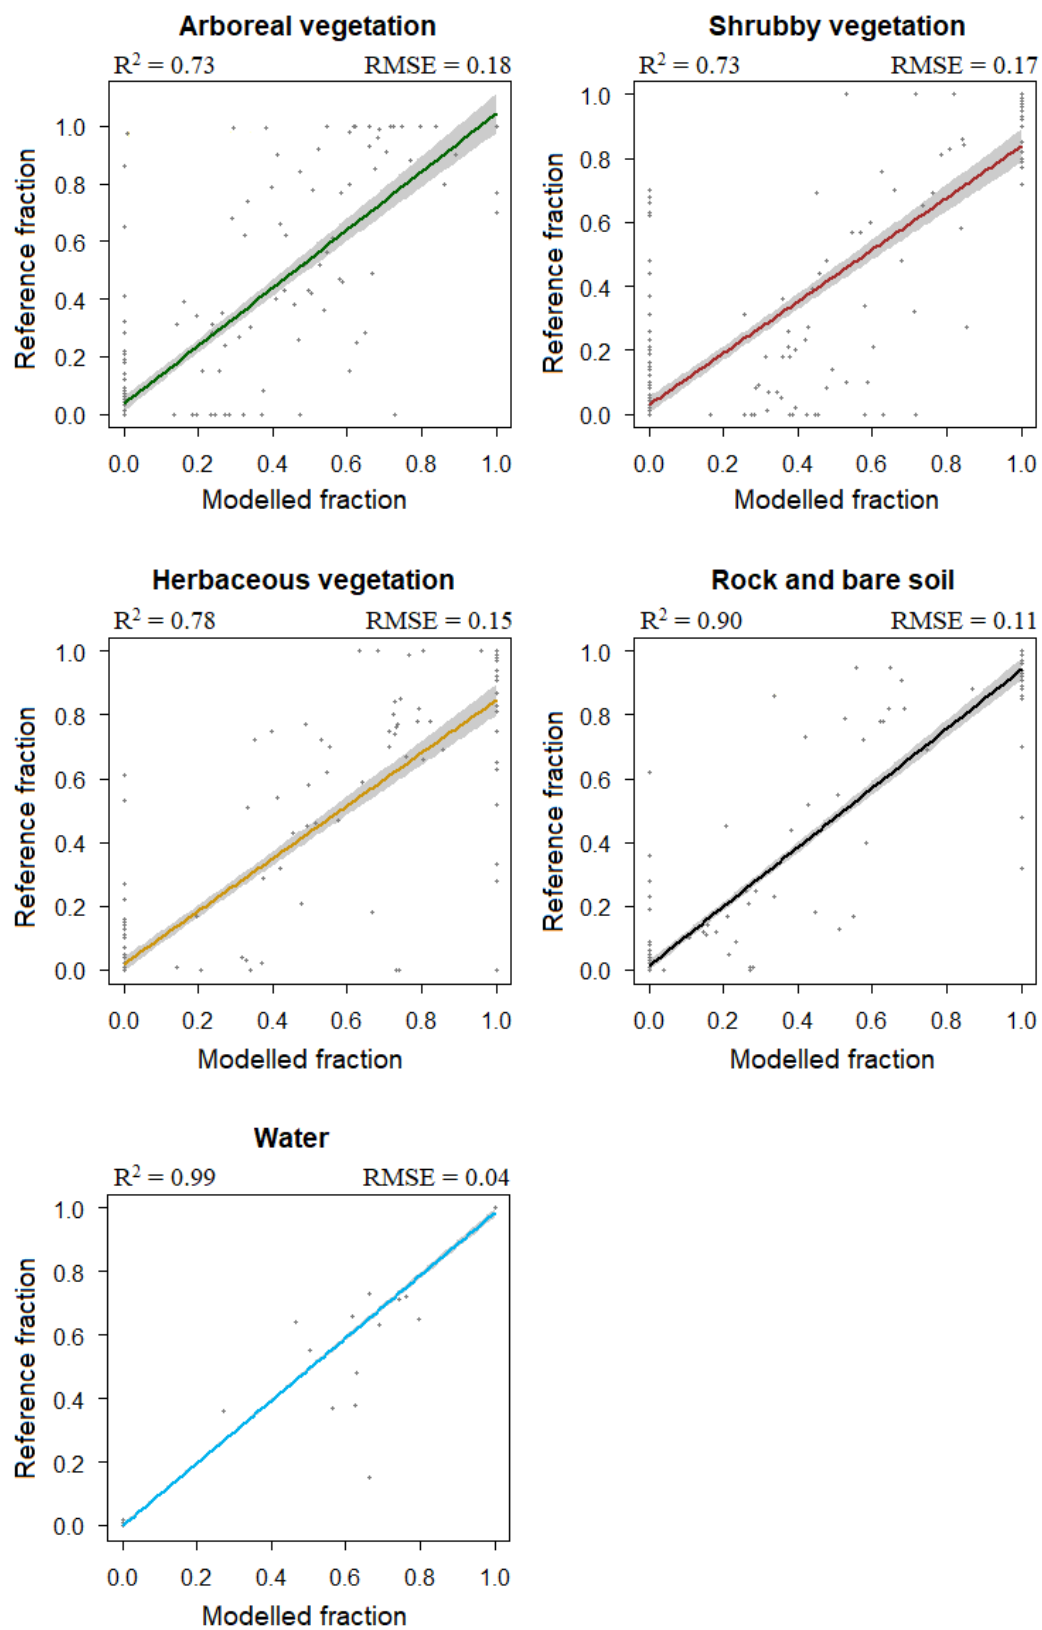 Arboreal vegetation
R² = 0.73 RMSE = 0.18
Reference fraction
1.0
0.8
0.6
0.4
0.2
0.0
0.0 0.2 0.4 0.6 0.8 1.0
Modelled fraction
Shrubby vegetation
R² = 0.73 RMSE = 0.17
Reference fraction
1.0
0.8
0.6
0.4
0.2
0.0
0.0 0.2 0.4 0.6 0.8 1.0
Modelled fraction
Herbaceous vegetation
R² = 0.78 RMSE = 0.15
Reference fraction
1.0
0.8
0.6
0.4
0.2
0.0
0.0 0.2 0.4 0.6 0.8 1.0
Modelled fraction
Rock and bare soil
R² = 0.90 RMSE = 0.11
Reference fraction
1.0
0.8
0.6
0.4
0.2
0.0
0.0 0.2 0.4 0.6 0.8 1.0
Modelled fraction
Water
R² = 0.99 RMSE = 0.04
Reference fraction
1.0
0.8
0.6
0.4
0.2
0.0
0.0 0.2 0.4 0.6 0.8 1.0
Modelled fraction